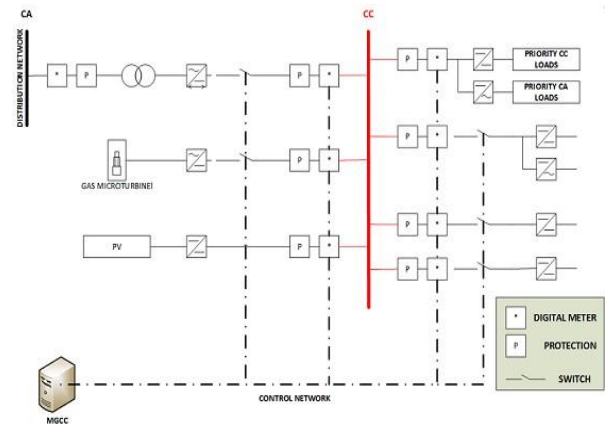 CA
CC
DISTRIBUTION NETWORK
*
P
P
*
P
*
PRIORITY CC
LOADS
PRIORITY CA
LOADS
P
*
P
*
GAS MICROTURBINEI
PV
P
*
P
*
P
*
* DIGITAL METER
P PROTECTION
SWITCH
CONTROL NETWORK
MGCC